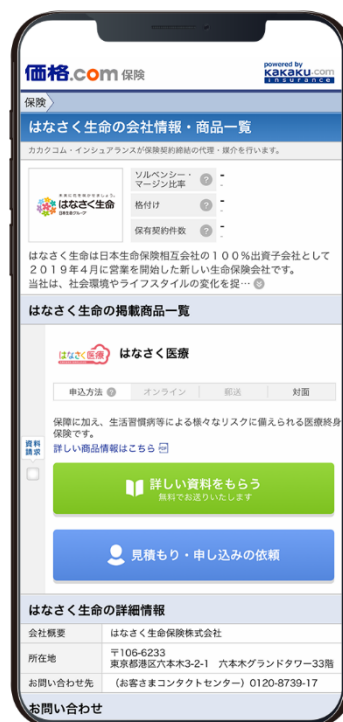 価格.com 保険
powered by
kakaku.com
insurance
保険
はなさく生命の会社情報・商品一覧
カカクコム・インシュアランスが保険契約締結の代理・媒介を行います。
はなさく生命
日本生命グループ
ソルベンシー・
マージン比率 ? -
格付け ? -
保有契約件数 ? -
はなさく生命は日本生命保険相互会社の100%出資子会社として
2019年4月に営業を開始した新しい生命保険会社です。
当社は、社会環境やライフスタイルの変化を捉…
はなさく生命の掲載商品一覧
はなさく医療 はなさく医療
申込方法 ? オンライン 郵送 対面
保障に加え、生活習慣病等による様々なリスクに備えられる医療終身
保険です。
詳しい商品情報はこちら
資料
請求
詳しい資料をもらう
無料でお送りいたします
見積もり・申し込みの依頼
はなさく生命の詳細情報
会社概要 はなさく生命保険株式会社
所在地 〒106-6233
東京都港区六本木3-2-1 六本木グランドタワー33階
お問い合わせ先 (お客さまコンタクトセンター) 0120-8739-17
お問い合わせ